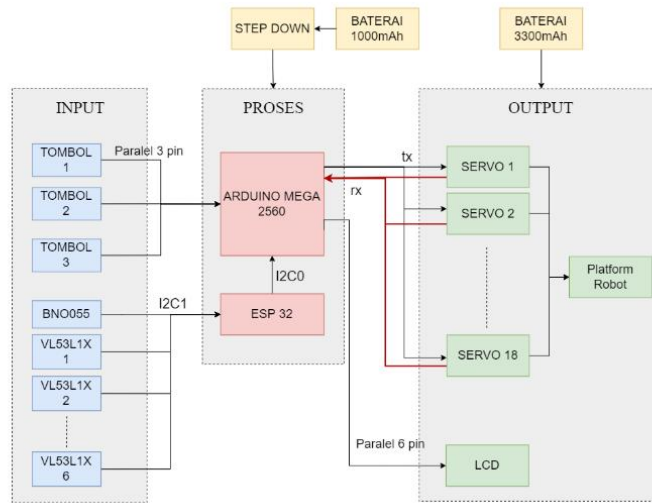 STEP DOWN
BATERAI
1000mAh
BATERAI
3300mAh
INPUT
PROSES
OUTPUT
TOMBOL
1
Paralel 3 pin
TOMBOL
2
TOMBOL
3
BNO055
I2C1
VL53L1X
1
VL53L1X
2
VL53L1X
6
ARDUINO MEGA
2560
I2C0
ESP 32
tx
rx
SERVO 1
SERVO 2
SERVO 18
Platform
Robot
Paralel 6 pin
LCD